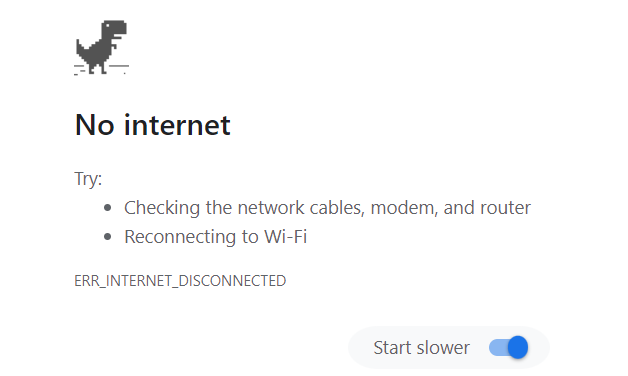 No internet
Try:
• Checking the network cables, modem, and router
• Reconnecting to Wi-Fi
ERR_INTERNET_DISCONNECTED
Start slower